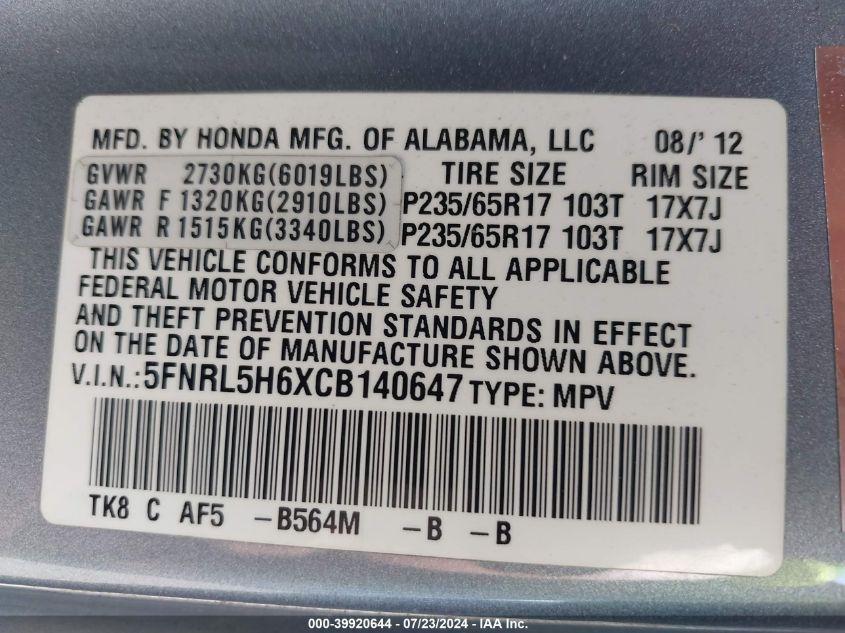 MFD. BY HONDA MFG. OF ALABAMA, LLC 08/' 12
GVWR 2730KG(6019LBS) TIRE SIZE RIM SIZE
GAWR F 1320KG(2910LBS) P235/65R17 103T 17X7J
GAWR R 1515KG(3340LBS) P235/65R17 103T 17X7J
THIS VEHICLE CONFORMS TO ALL APPLICABLE
FEDERAL MOTOR VEHICLE SAFETY
AND THEFT PREVENTION STANDARDS IN EFFECT
ON THE DATE OF MANUFACTURE SHOWN ABOVE.
V.I.N.: 5FNRL5H6XCB140647 TYPE: MPV
TK8 C AF5 -B564M -B -B
000-39920644 - 07/23/2024 - IAA Inc.